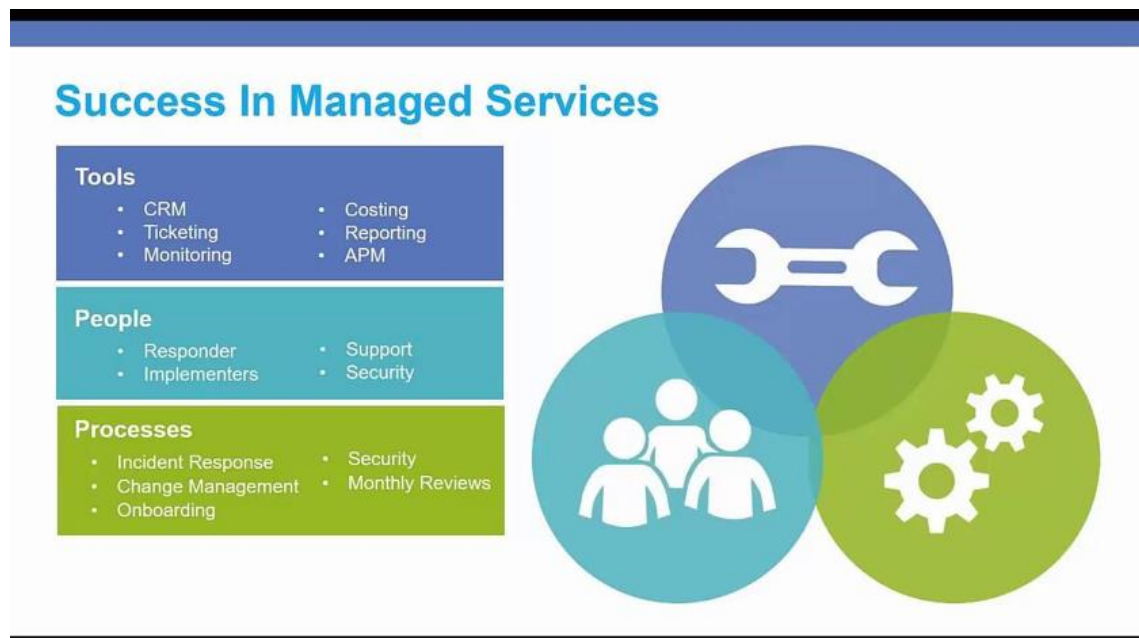 Success In Managed Services
Tools
CRM
Ticketing
Monitoring
Costing
Reporting
APM
People
Responder
Implementers
Support
Security
Processes
Incident Response
Change Management
Onboarding
Security
Monthly Reviews